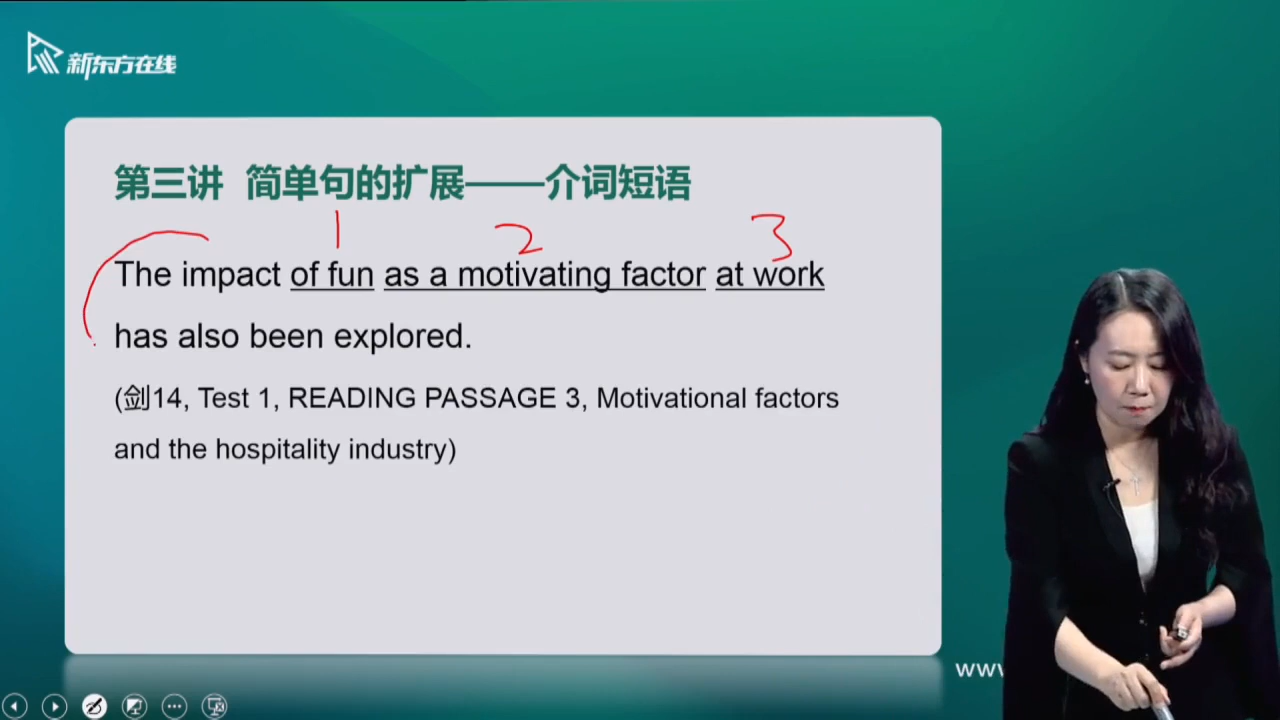 新东方在线
第三讲 简单句的扩展——介词短语
1 2 3
The impact of fun as a motivating factor at work
has also been explored.
(剑14, Test 1, READING PASSAGE 3, Motivational factors
and the hospitality industry)
www